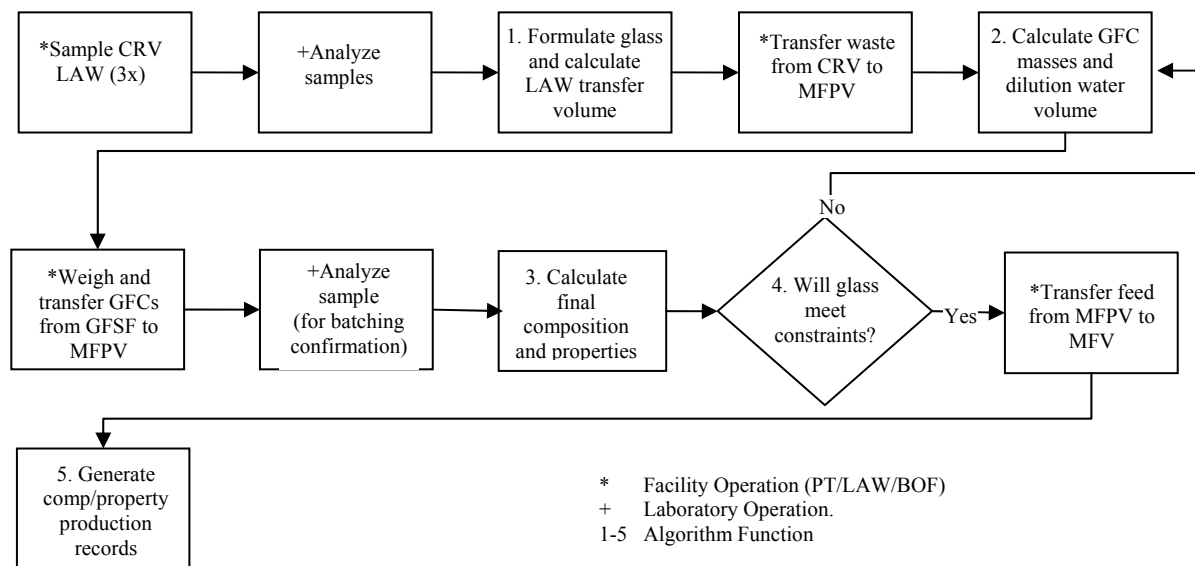 *Sample CRV
LAW (3x)
+Analyze
samples
1. Formulate glass
and calculate
LAW transfer
volume
*Transfer waste
from CRV to
MFPV
2. Calculate GFC
masses and
dilution water
volume
*Weigh and
transfer GFCs
from GFSF to
MFPV
+Analyze
sample
(for batching
confirmation)
3. Calculate
final
composition
and properties
No
4. Will glass
meet
constraints?
Yes
*Transfer feed
from MFPV to
MFV
5. Generate
comp/property
production
records
* Facility Operation (PT/LAW/BOF)
+ Laboratory Operation.
1-5 Algorithm Function